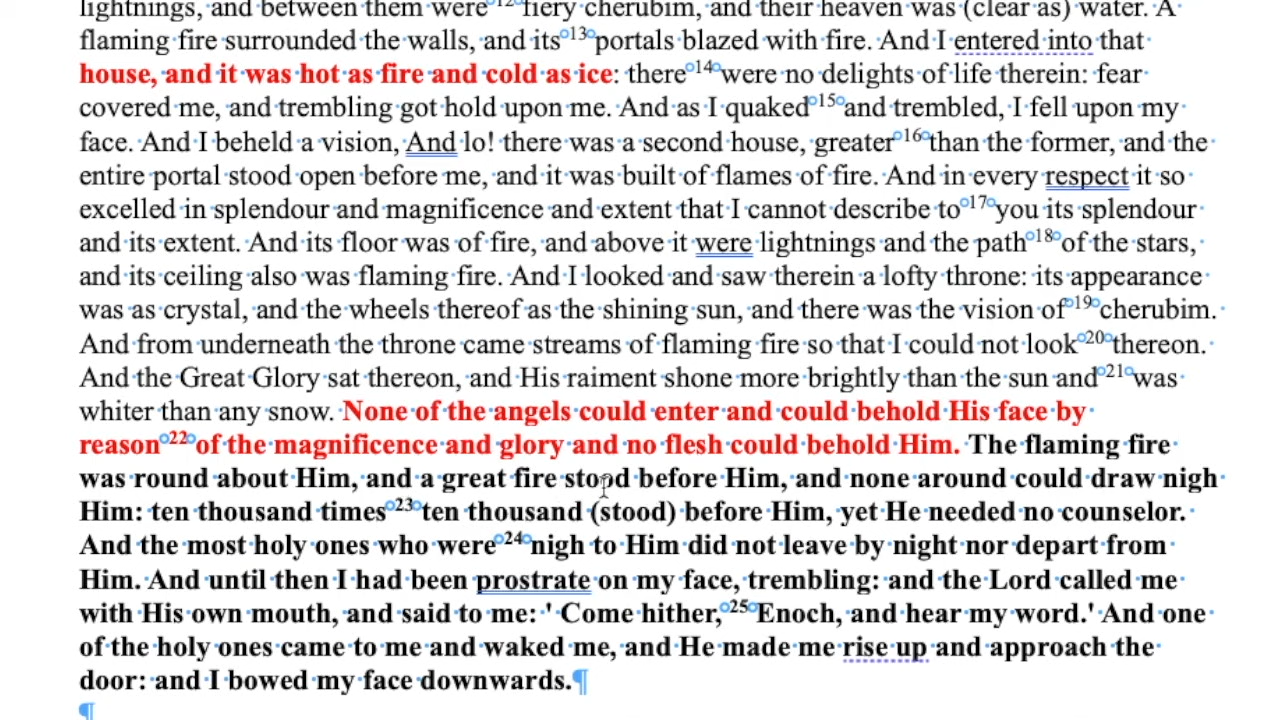 lightnings, and between them were 12 fiery cherubim, and their heaven was (clear as) water. A
flaming fire surrounded the walls, and its 13 portals blazed with fire. And I entered into that
house, and it was hot as fire and cold as ice: there 14 were no delights of life therein: fear
covered me, and trembling got hold upon me. And as I quaked 15 and trembled, I fell upon my
face. And I beheld a vision, And lo! there was a second house, greater 16 than the former, and the
entire portal stood open before me, and it was built of flames of fire. And in every respect it so
excelled in splendour and magnificence and extent that I cannot describe to 17 you its splendour
and its extent. And its floor was of fire, and above it were lightnings and the path 18 of the stars,
and its ceiling also was flaming fire. And I looked and saw therein a lofty throne: its appearance
was as crystal, and the wheels thereof as the shining sun, and there was the vision of 19 cherubim.
And from underneath the throne came streams of flaming fire so that I could not look 20 thereon.
And the Great Glory sat thereon, and His raiment shone more brightly than the sun and 21 was
whiter than any snow. None of the angels could enter and could behold His face by
reason 22 of the magnificence and glory and no flesh could behold Him. The flaming fire
was round about Him, and a great fire stood before Him, and none around could draw nigh
Him: ten thousand times 23 ten thousand (stood) before Him, yet He needed no counselor.
And the most holy ones who were 24 nigh to Him did not leave by night nor depart from
Him. And until then I had been prostrate on my face, trembling: and the Lord called me
with His own mouth, and said to me: ' Come hither, 25 Enoch, and hear my word.' And one
of the holy ones came to me and waked me, and He made me rise up and approach the
door: and I bowed my face downwards.¶
¶